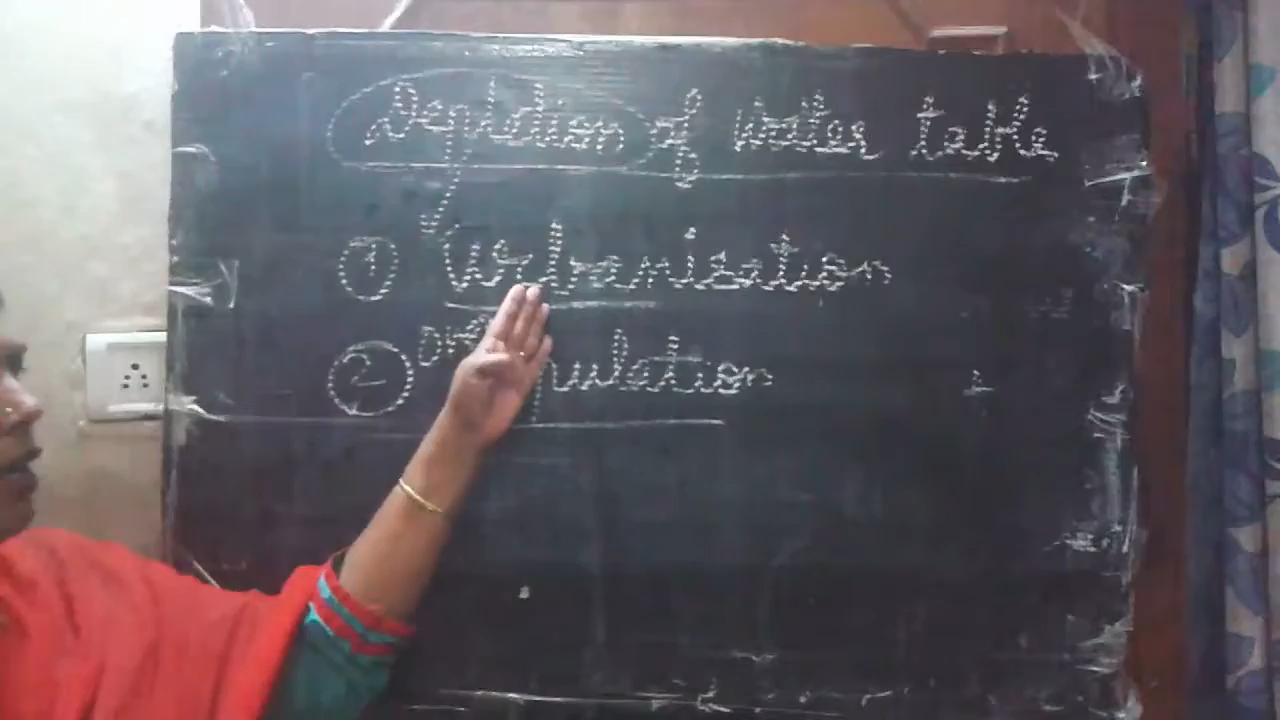 Depletion of Water table
① Urbanisation
②